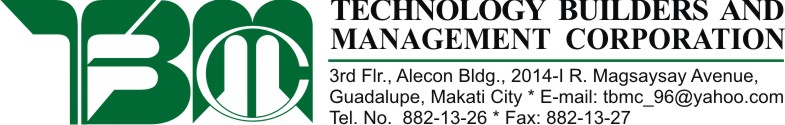 TBMC
TECHNOLOGY BUILDERS AND
MANAGEMENT CORPORATION
3rd Flr., Alecon Bldg., 2014-I R. Magsaysay Avenue,
Guadalupe, Makati City * E-mail: tbmc_96@yahoo.com
Tel. No. 882-13-26 * Fax: 882-13-27